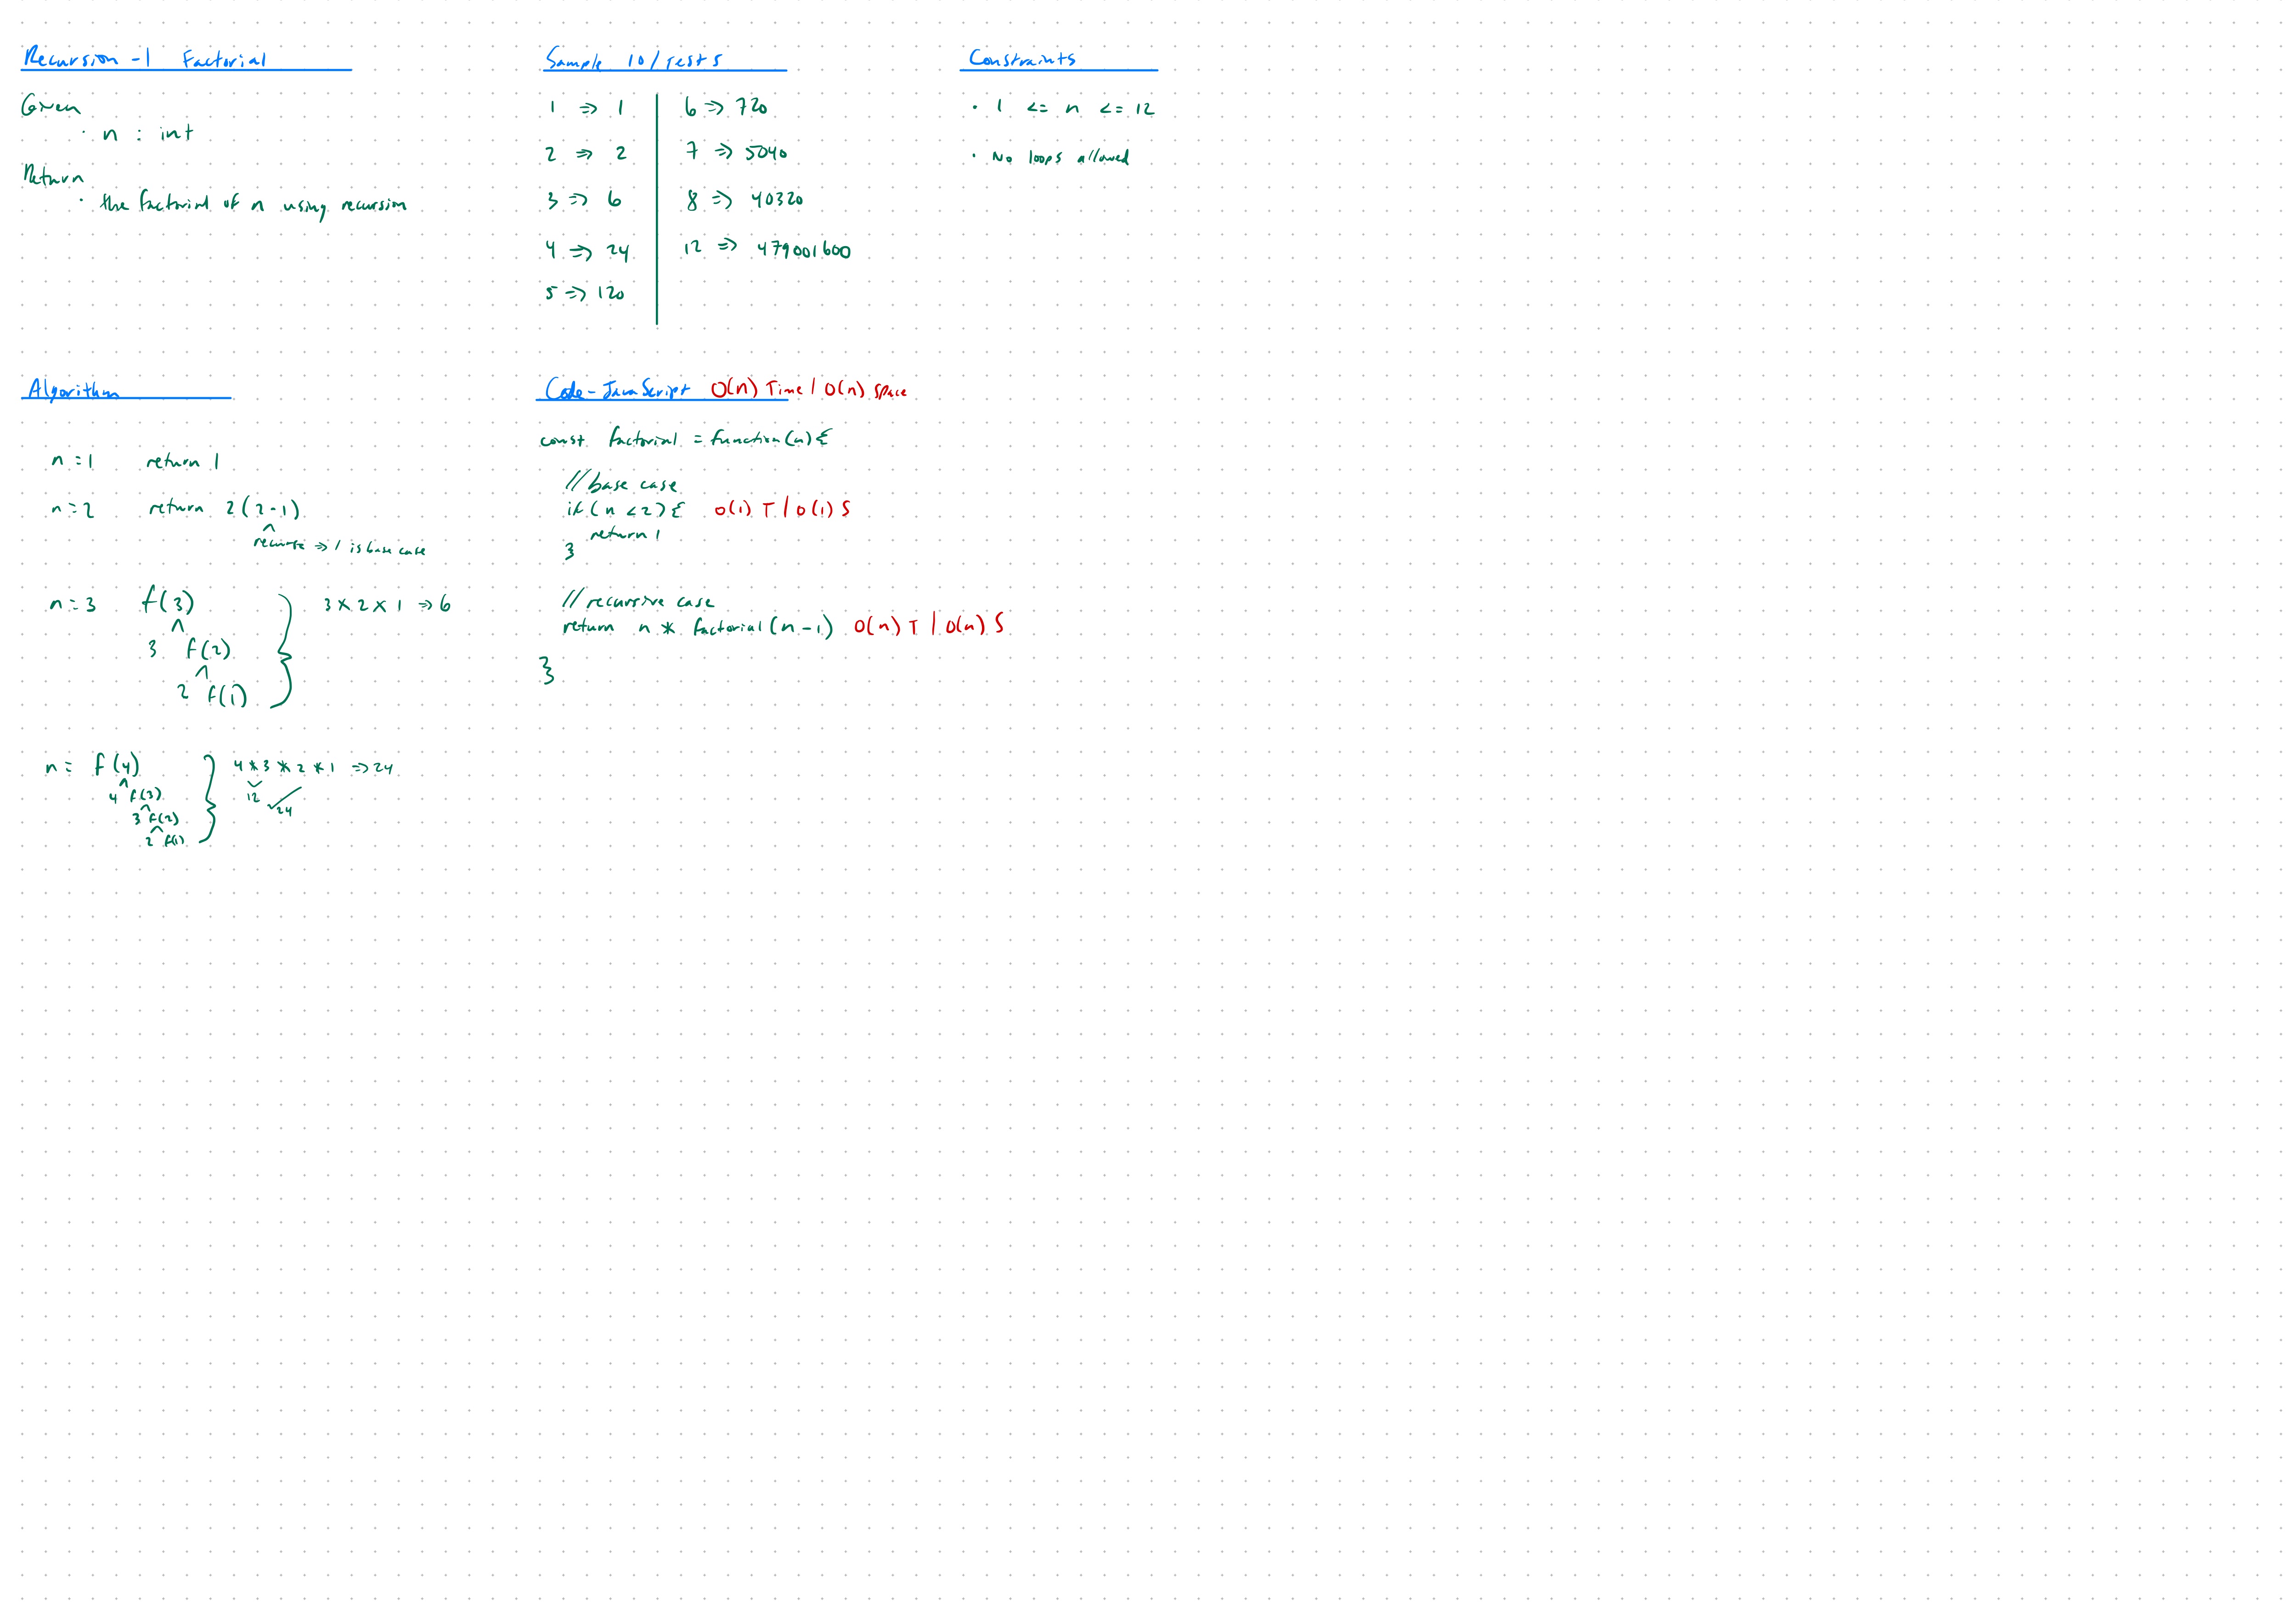 Recursion - 1 Factorial
Given
· n : int
Return
· the factorial of n using recursion
Sample IO / Tests
1 => 1
2 => 2
3 => 6
4 => 24
5 => 120
6 => 720
7 => 5040
8 => 40320
12 => 479001600
Constraints
· 1 <= n <= 12
· No loops allowed
Algorithm
n = 1 return 1
n = 2 return 2(2-1)
^
recurse => 1 is base case
n = 3 f(3) } 3 x 2 x 1 => 6
^
3 f(2)
^
2 f(1)
n = f(4) } 4 * 3 * 2 * 1 => 24
^
4 f(3) 12
^ 24
3 f(2)
^
2 f(1)
Code - JavaScript O(n) Time / O(n) Space
const factorial = function(n){
//base case
if(n <2){ O(1) T / O(1) S
return 1
}
// recursive case
return n * factorial(n-1) O(n) T / O(n) S
}